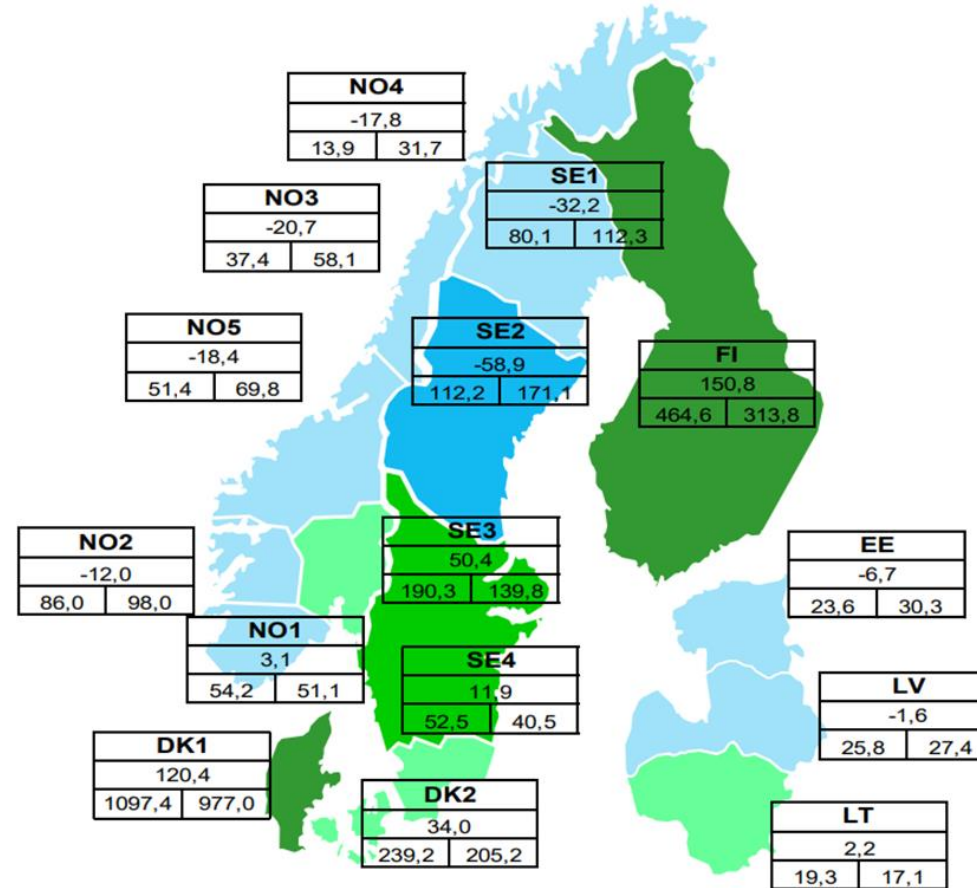 NO4
-17,8
13,9 31,7
SE1
-32,2
80,1 112,3
NO3
-20,7
37,4 58,1
NO5
-18,4
51,4 69,8
SE2
-58,9
112,2 171,1
FI
150,8
464,6 313,8
SE3
50,4
190,3 139,8
NO2
-12,0
86,0 98,0
EE
-6,7
23,6 30,3
NO1
3,1
54,2 51,1
SE4
11,9
52,5 40,5
LV
-1,6
25,8 27,4
DK1
120,4
1097,4 977,0
DK2
34,0
239,2 205,2
LT
2,2
19,3 17,1